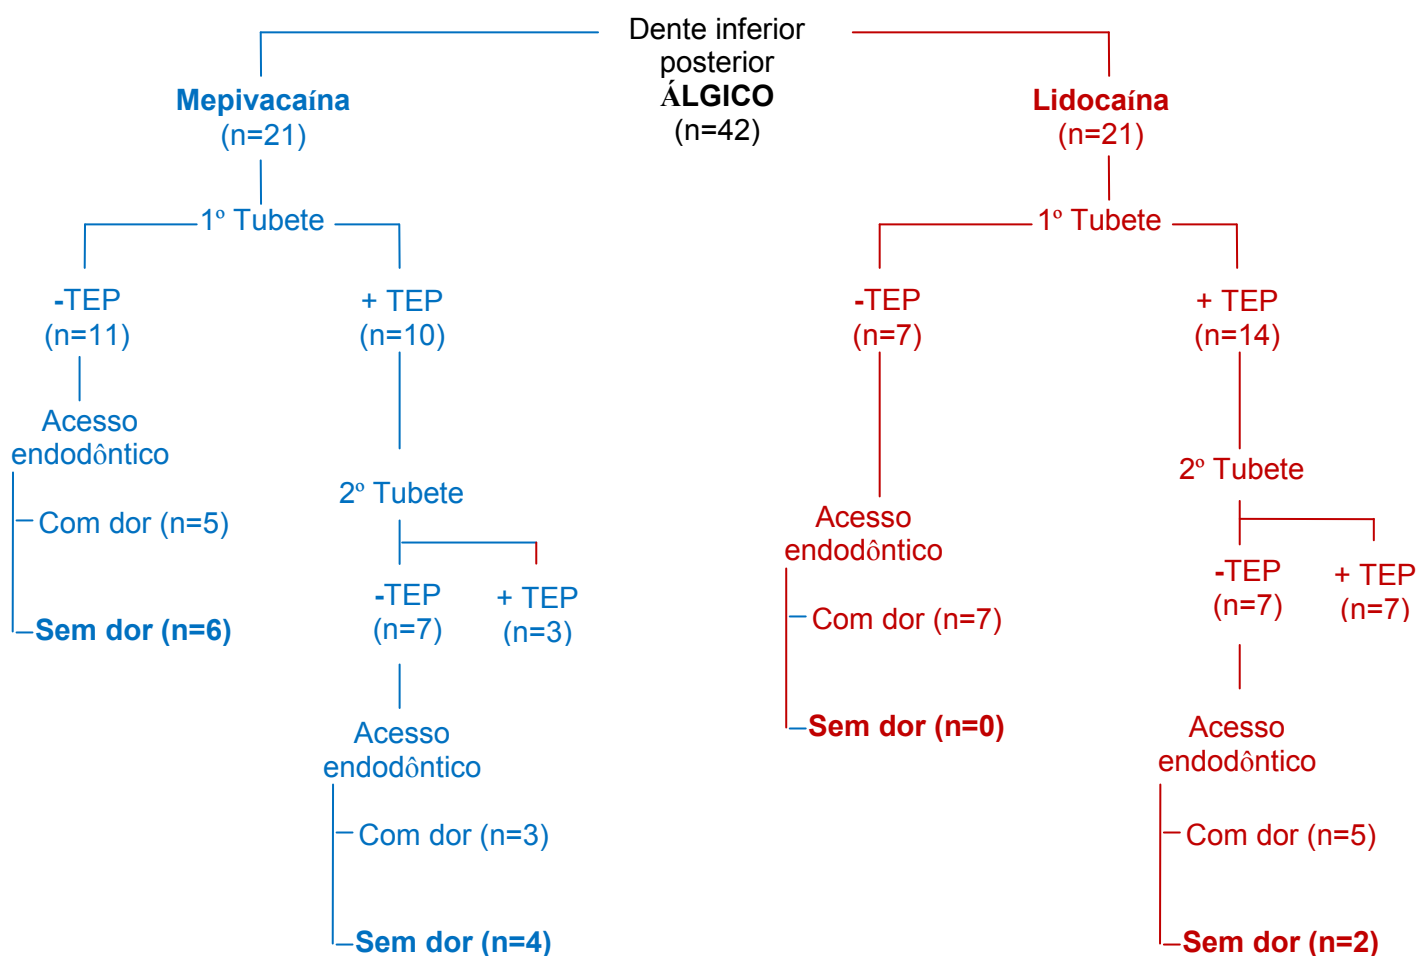 Dente inferior
posterior
ÁLGICO
(n=42)
Mepivacaína
(n=21)
1º Tubete
-TEP
(n=11)
+ TEP
(n=10)
Acesso
endodôntico
Com dor (n=5)
Sem dor (n=6)
2º Tubete
-TEP
(n=7)
+ TEP
(n=3)
Acesso
endodôntico
Com dor (n=3)
Sem dor (n=4)
Lidocaína
(n=21)
1º Tubete
-TEP
(n=7)
+ TEP
(n=14)
Acesso
endodôntico
Com dor (n=7)
Sem dor (n=0)
2º Tubete
-TEP
(n=7)
+ TEP
(n=7)
Acesso
endodôntico
Com dor (n=5)
Sem dor (n=2)